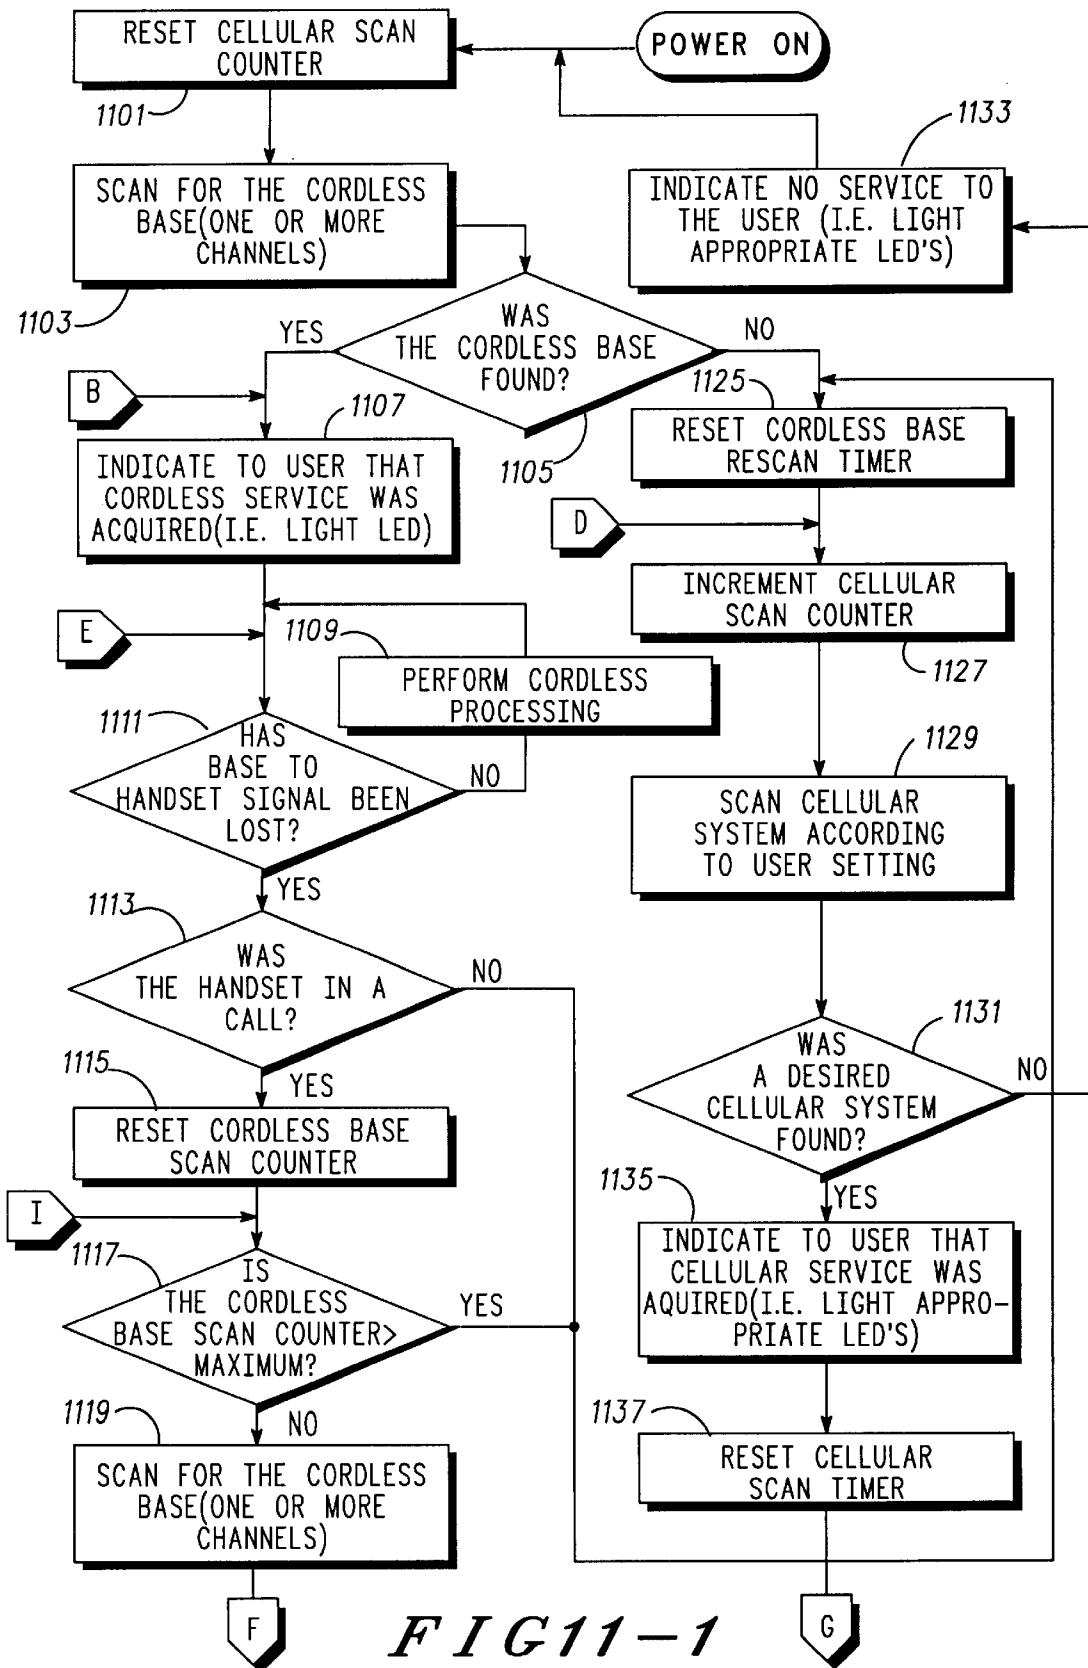 RESET CELLULAR SCAN
COUNTER
1101
POWER ON
1133
SCAN FOR THE CORDLESS
BASE(ONE OR MORE
CHANNELS)
1103
INDICATE NO SERVICE TO
THE USER (I.E. LIGHT
APPROPRIATE LED'S)
WAS
THE CORDLESS BASE
FOUND?
YES
NO
1105
B
1107
INDICATE TO USER THAT
CORDLESS SERVICE WAS
ACQUIRED(I.E. LIGHT LED)
1125
RESET CORDLESS BASE
RESCAN TIMER
D
INCREMENT CELLULAR
SCAN COUNTER
1127
E
1109
PERFORM CORDLESS
PROCESSING
1111
HAS
BASE TO
HANDSET SIGNAL BEEN
LOST?
NO
YES
1129
SCAN CELLULAR
SYSTEM ACCORDING
TO USER SETTING
1113
WAS
THE HANDSET IN A
CALL?
NO
YES
1131
WAS
A DESIRED
CELLULAR SYSTEM
FOUND?
NO
YES
1115
RESET CORDLESS BASE
SCAN COUNTER
I
1117
IS
THE CORDLESS
BASE SCAN COUNTER>
MAXIMUM?
YES
NO
1135
INDICATE TO USER THAT
CELLULAR SERVICE WAS
AQUIRED(I.E. LIGHT APPRO-
PRIATE LED'S)
1119
SCAN FOR THE CORDLESS
BASE(ONE OR MORE
CHANNELS)
1137
RESET CELLULAR
SCAN TIMER
F
G
FIG11-1